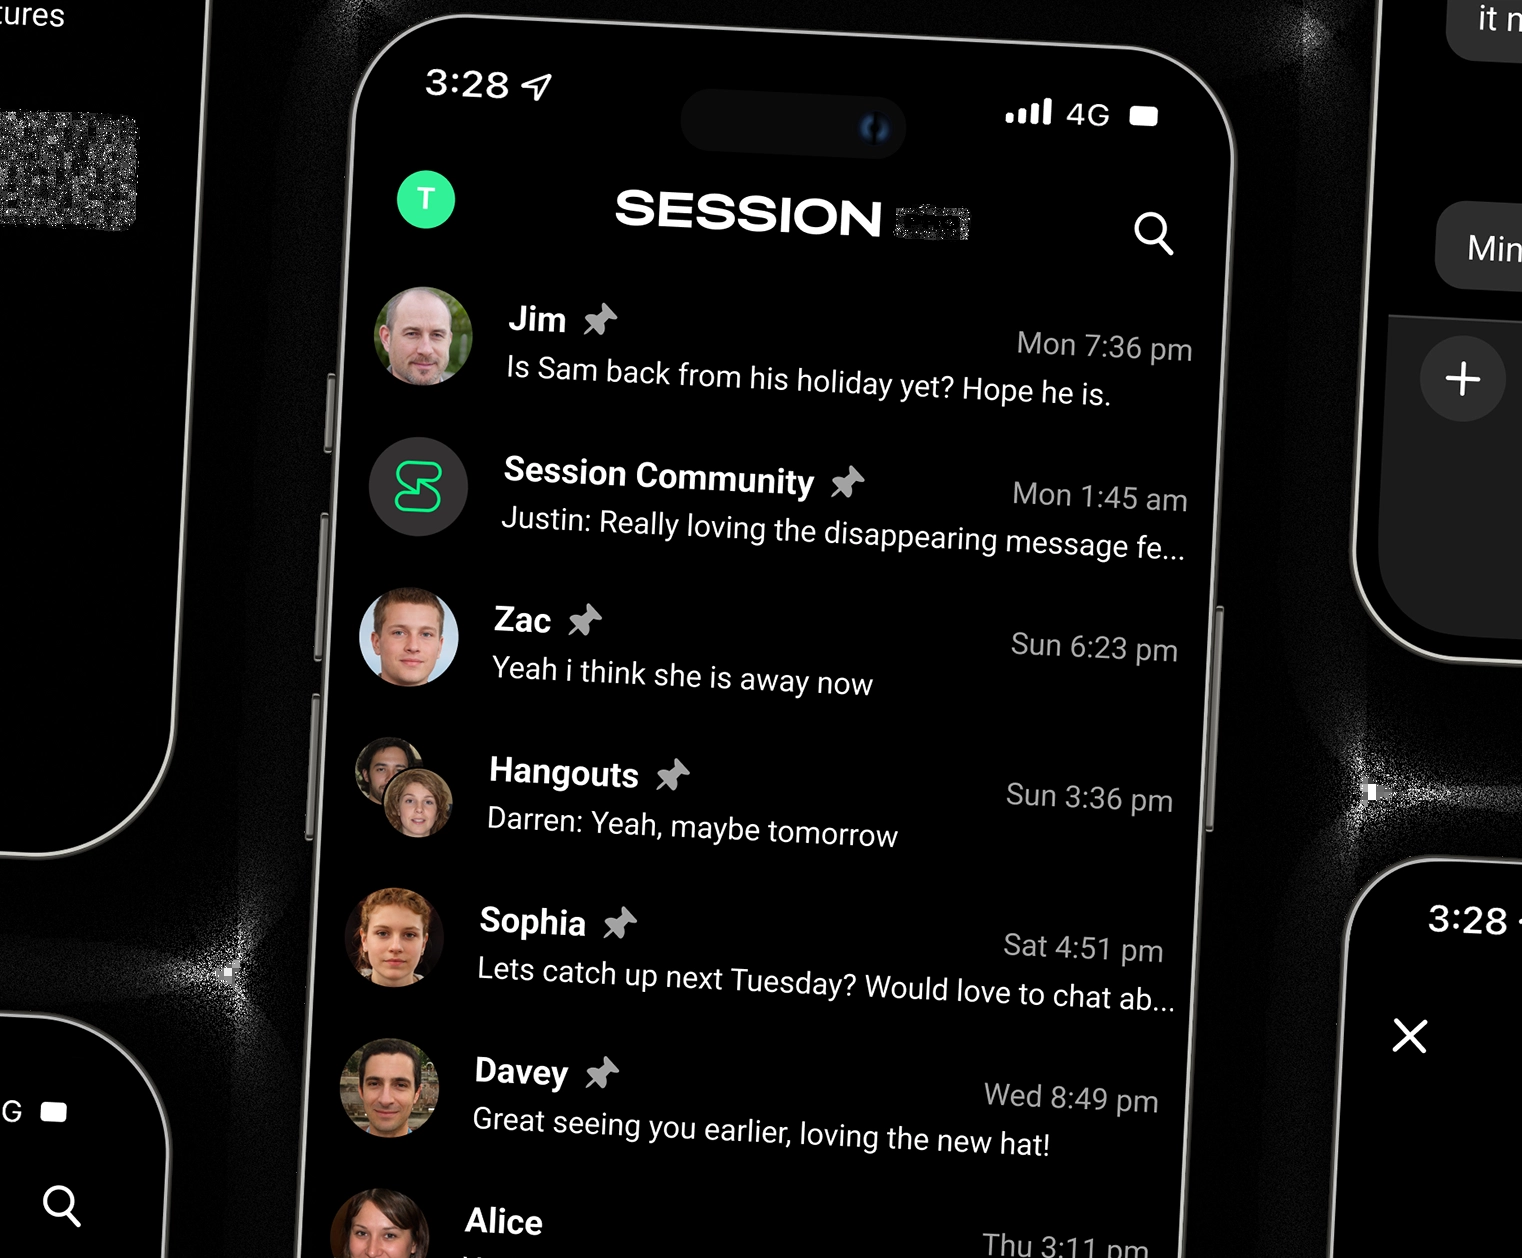 tures
3:28
4G
T
SESSION
Jim
Mon 7:36 pm
Is Sam back from his holiday yet? Hope he is.
Session Community
Mon 1:45 am
Justin: Really loving the disappearing message fe...
Zac
Sun 6:23 pm
Yeah i think she is away now
Hangouts
Sun 3:36 pm
Darren: Yeah, maybe tomorrow
Sophia
Sat 4:51 pm
Lets catch up next Tuesday? Would love to chat ab...
Davey
Wed 8:49 pm
Great seeing you earlier, loving the new hat!
Alice
Thu 3:11 pm
G
it
Min
3:28